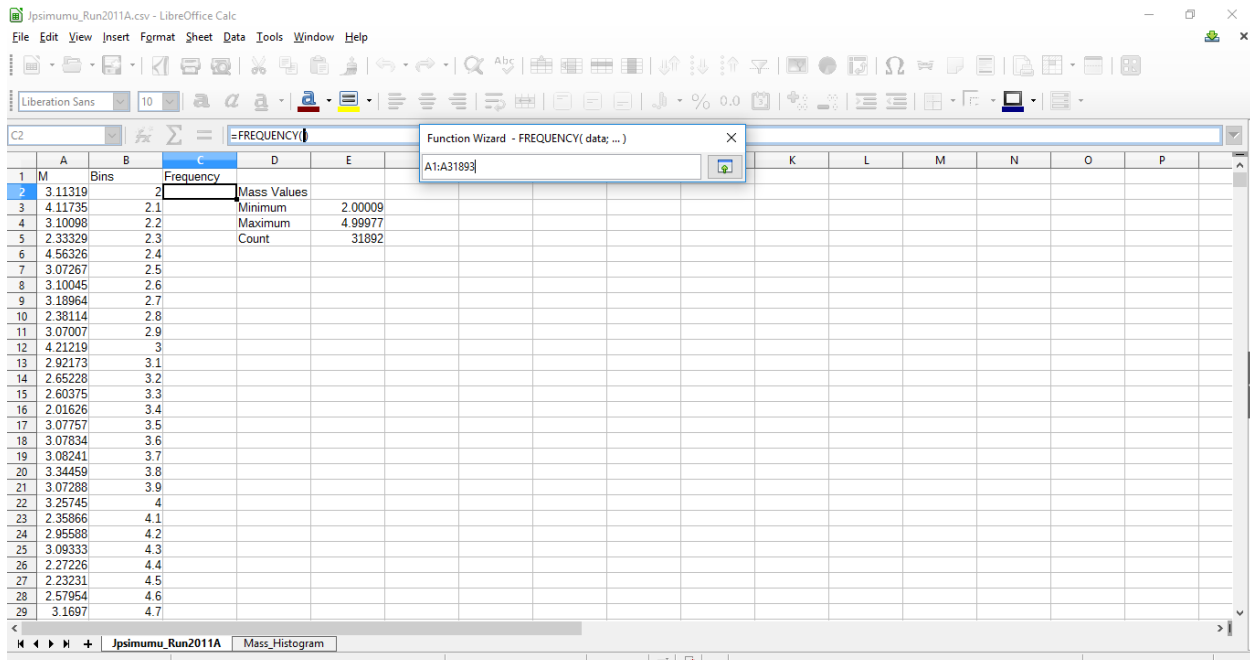 Jpsimumu_Run2011A.csv - LibreOffice Calc
File Edit View Insert Format Sheet Data Tools Window Help
Liberation Sans 10 a a a a % 0.0
C2 =FREQUENCY() Function Wizard - FREQUENCY( data; ... )
A1:A31893
A B C D E K L M N O P
1 M Bins Frequency
2 3.11319 2 Mass Values
3 4.11735 2.1 Minimum 2.00009
4 3.10098 2.2 Maximum 4.99977
5 2.33329 2.3 Count 31892
6 4.56326 2.4
7 3.07267 2.5
8 3.10045 2.6
9 3.18964 2.7
10 2.38114 2.8
11 3.07007 2.9
12 4.21219 3
13 2.92173 3.1
14 2.65228 3.2
15 2.60375 3.3
16 2.01626 3.4
17 3.07757 3.5
18 3.07834 3.6
19 3.08241 3.7
20 3.34459 3.8
21 3.07288 3.9
22 3.25745 4
23 2.35866 4.1
24 2.95588 4.2
25 3.09333 4.3
26 2.27226 4.4
27 2.23231 4.5
28 2.57954 4.6
29 3.1697 4.7
Jpsimumu_Run2011A Mass_Histogram